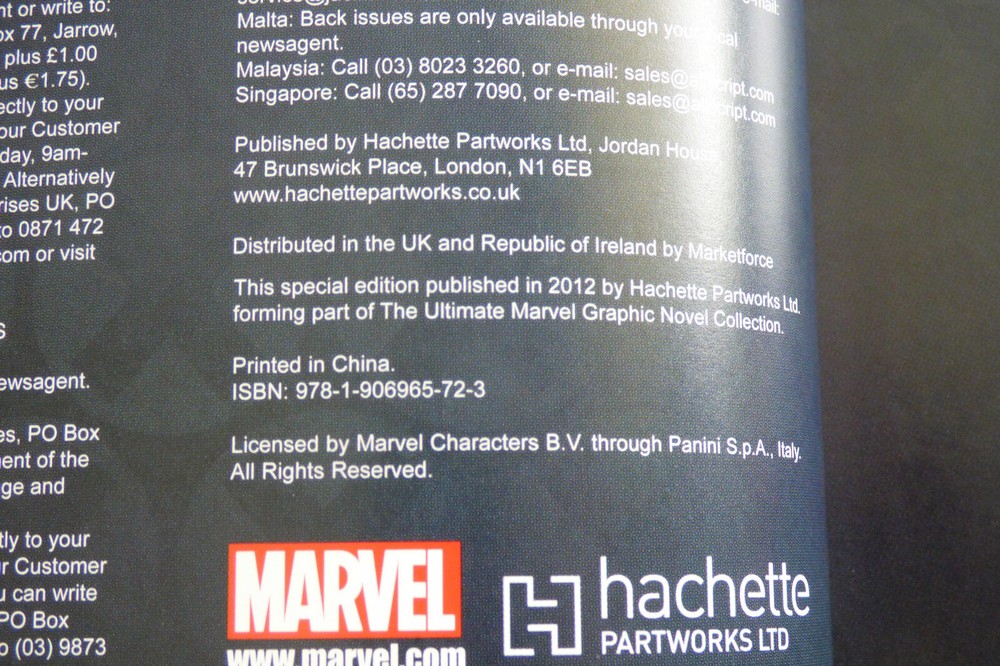 nt or write to:
ox 77, Jarrow,
plus £1.00
us €1.75).
ectly to your
our Customer
day, 9am-
Alternatively
rises UK, PO
to 0871 472
com or visit
ewsagent.
es, PO Box
ent of the
ge and
tly to your
r Customer
u can write
PO Box
o (03) 9873
e-mail:
Malta: Back issues are only available through your local
newsagent.
Malaysia: Call (03) 8023 3260, or e-mail:
Singapore: Call (65) 287 7090, or e-mail:
Published by Hachette Partworks Ltd, Jordan House,
47 Brunswick Place, London, N1 6EB
www.hachettepartworks.co.uk
Distributed in the UK and Republic of Ireland by Marketforce
This special edition published in 2012 by Hachette Partworks Ltd.
forming part of The Ultimate Marvel Graphic Novel Collection.
Printed in China.
ISBN: 978-1-906965-72-3
Licensed by Marvel Characters B.V. through Panini S.p.A., Italy.
All Rights Reserved.
MARVEL
www.marvel.com
hachette
PARTWORKS LTD